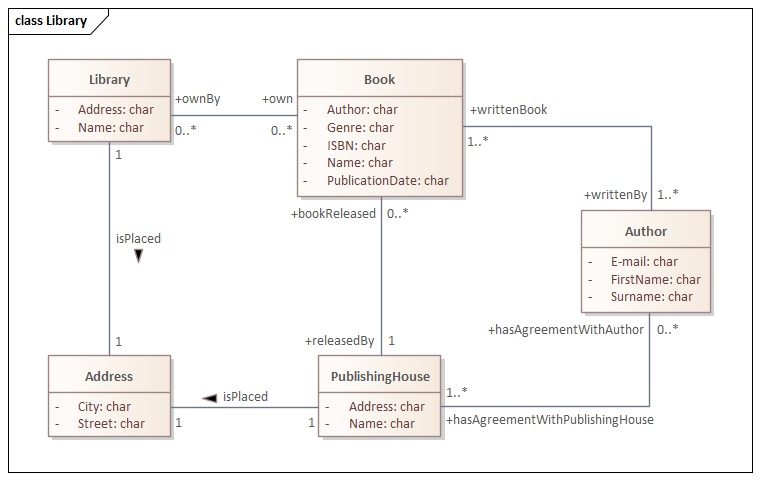 class Library
Library
- Address: char
- Name: char
+ownBy
0..*
+own
0..*
Book
- Author: char
- Genre: char
- ISBN: char
- Name: char
- PublicationDate: char
+writtenBook
1..*
+writtenBy
1..*
Author
- E-mail: char
- FirstName: char
- Surname: char
1
isPlaced
1
+bookReleased
0..*
+releasedBy
1
+hasAgreementWithAuthor
0..*
Address
- City: char
- Street: char
isPlaced
1
1
PublishingHouse
- Address: char
- Name: char
1..*
+hasAgreementWithPublishingHouse